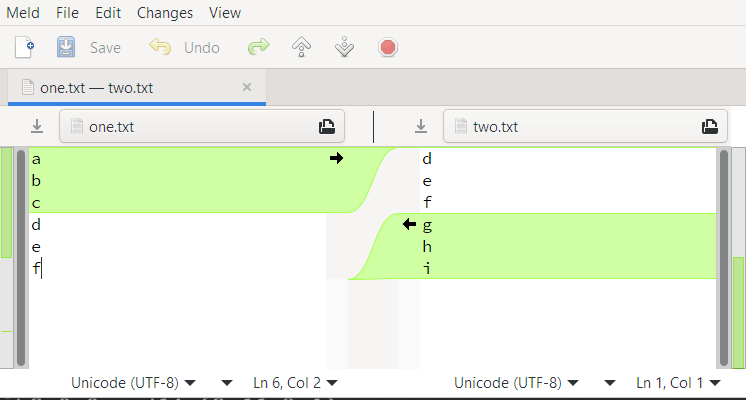 Meld File Edit Changes View
Save Undo
one.txt — two.txt ×
one.txt two.txt
a d
b e
c f
d g
e h
f i
Unicode (UTF-8) Ln 6, Col 2 Unicode (UTF-8) Ln 1, Col 1